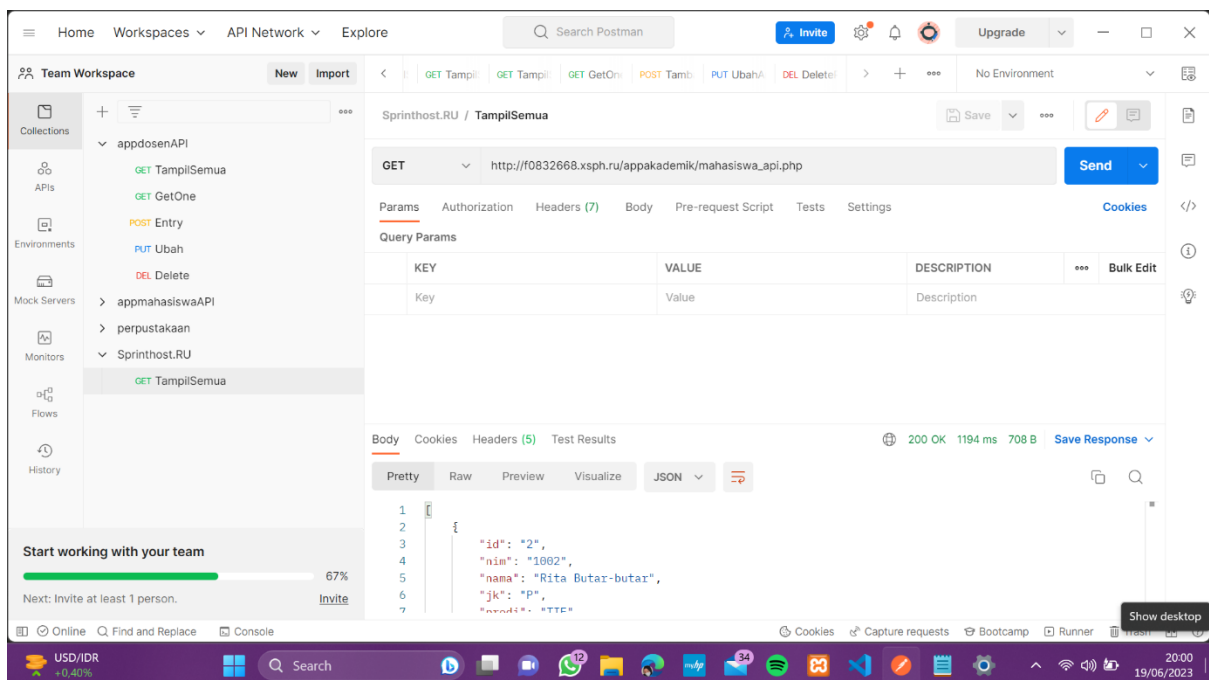 Home Workspaces API Network Explore Search Postman Invite Upgrade
Team Workspace New Import GET Tampil GET Tampil GET GetOn POST Tamb PUT UbahA DEL Delete No Environment
Collections
APIs
Environments
Mock Servers
Monitors
Flows
History
appdosenAPI
GET TampilSemua
GET GetOne
POST Entry
PUT Ubah
DEL Delete
appmahasiswaAPI
perpustakaan
Sprinthost.RU
GET TampilSemua
Start working with your team
67%
Next: Invite at least 1 person. Invite
Sprinthost.RU / TampilSemua Save
GET http://f0832668.xsph.ru/appakademik/mahasiswa_api.php Send
Params Authorization Headers (7) Body Pre-request Script Tests Settings Cookies
Query Params
KEY VALUE DESCRIPTION Bulk Edit
Key Value Description
Body Cookies Headers (5) Test Results 200 OK 1194 ms 708 B Save Response
Pretty Raw Preview Visualize JSON
1 [
2 {
3 "id": "2",
4 "nim": "1002",
5 "nama": "Rita Butar-butar",
6 "jk": "P",
7 "prodi": "TIF"
Show desktop
Online Find and Replace Console Cookies Capture requests Bootcamp Runner Trash
USD/IDR
+0,40%
Search
12
myhp
34
20:00
19/06/2023